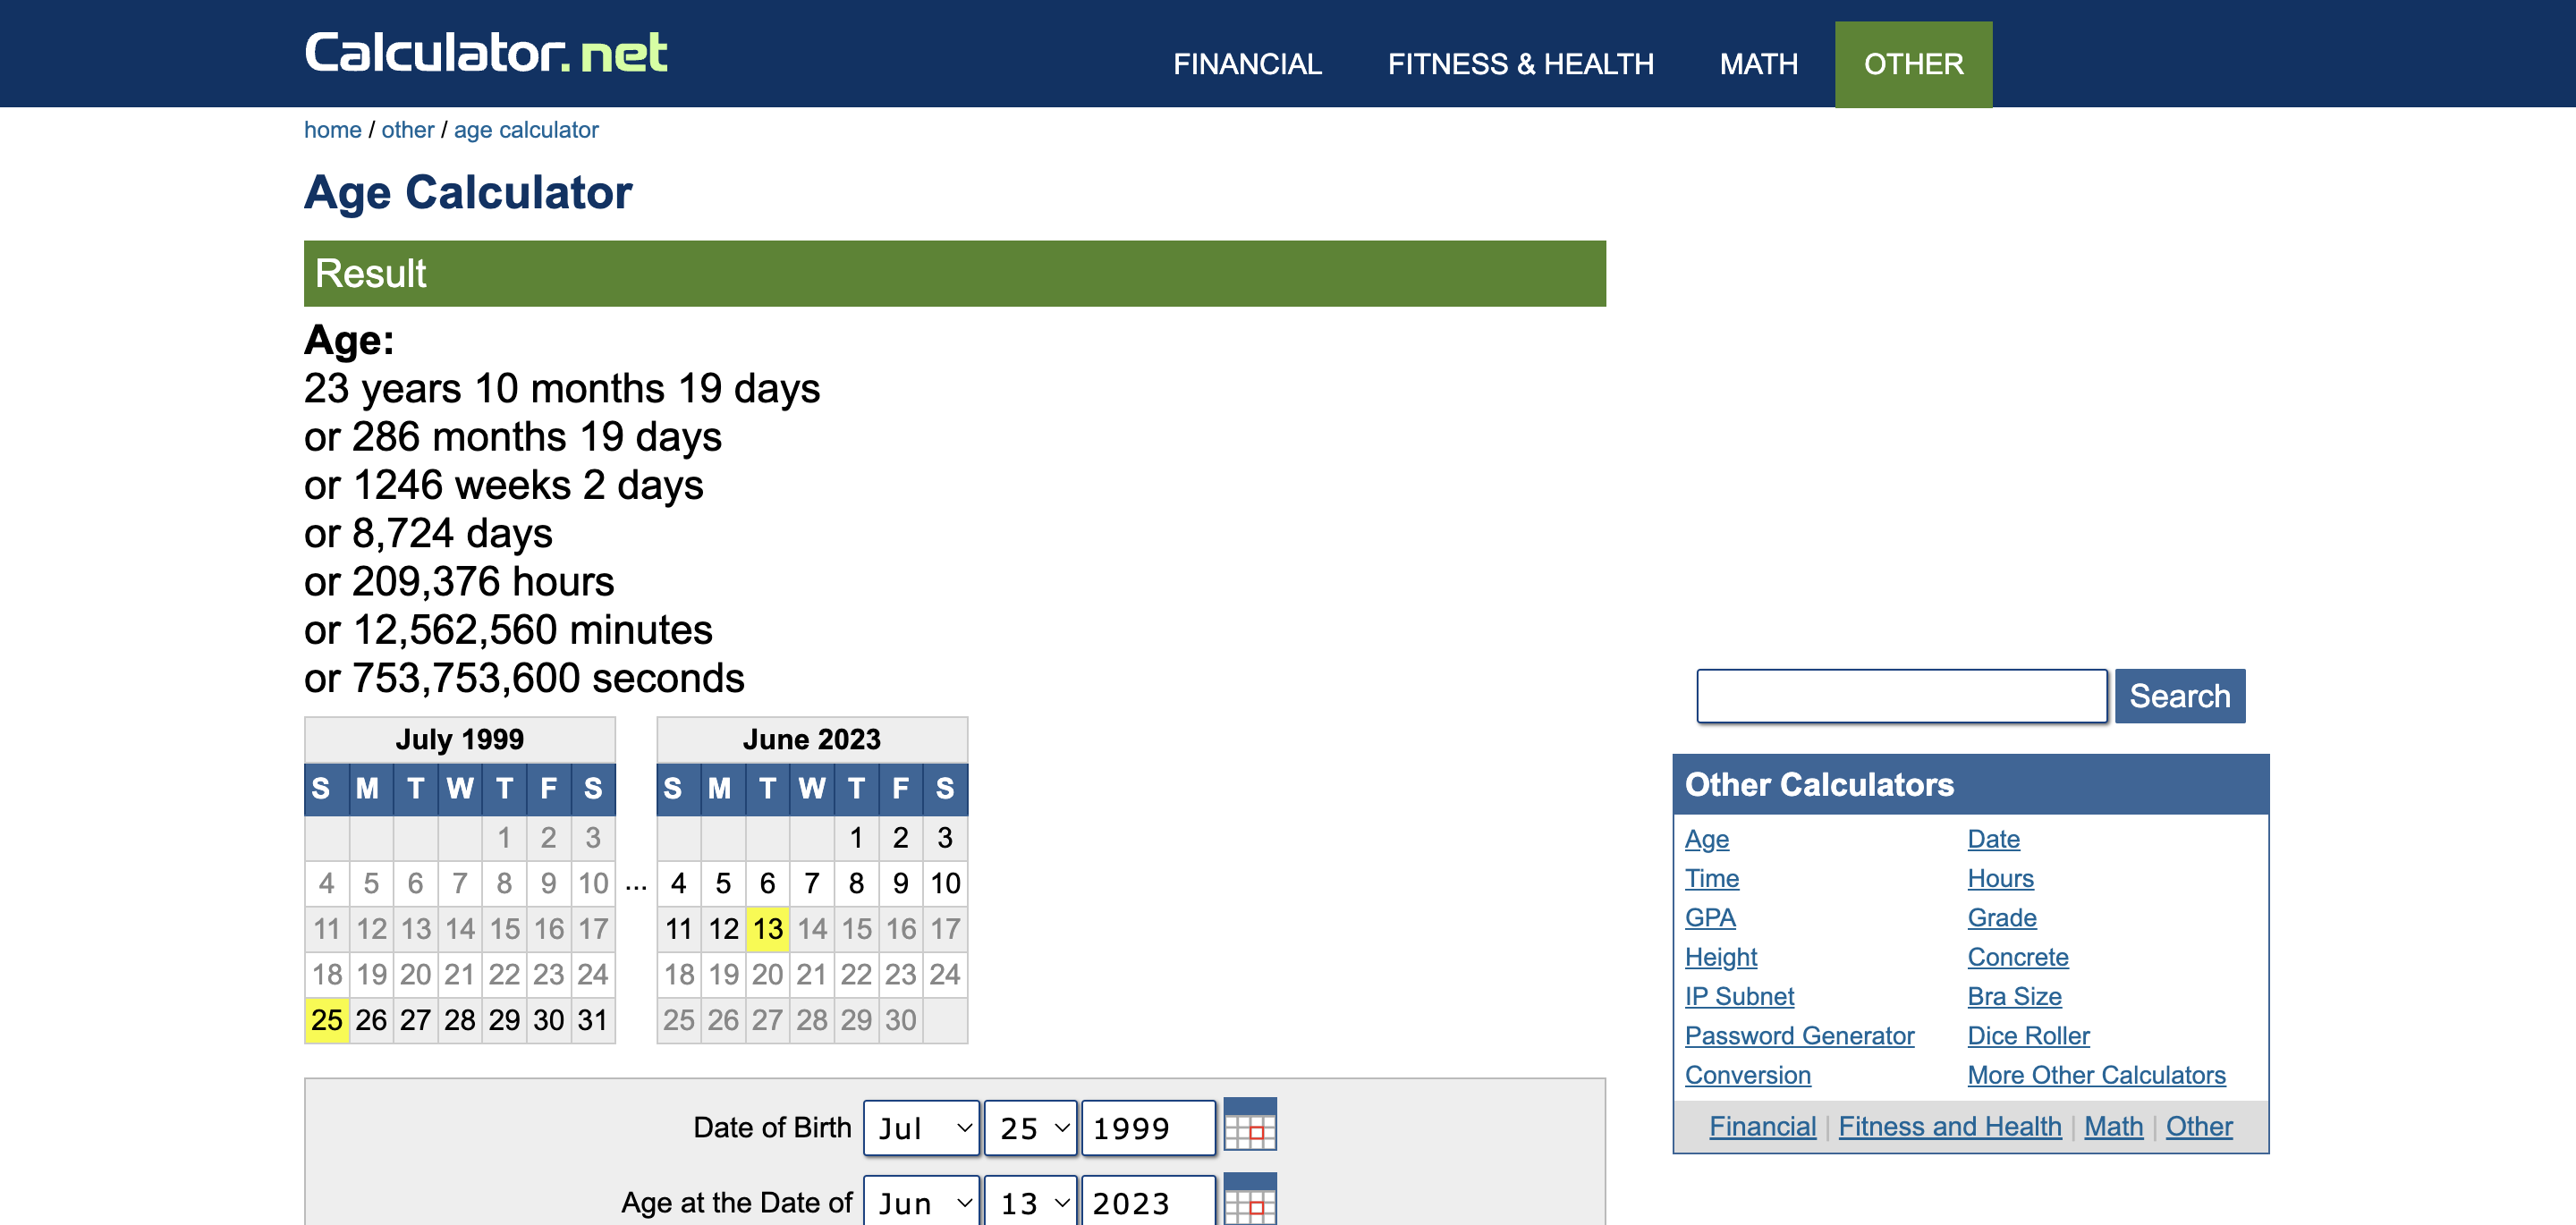 Calculator.net
FINANCIAL FITNESS & HEALTH MATH OTHER
home / other / age calculator
Age Calculator
Result
Age:
23 years 10 months 19 days
or 286 months 19 days
or 1246 weeks 2 days
or 8,724 days
or 209,376 hours
or 12,562,560 minutes
or 753,753,600 seconds
July 1999
S M T W T F S
1 2 3
4 5 6 7 8 9 10
11 12 13 14 15 16 17
18 19 20 21 22 23 24
25 26 27 28 29 30 31
...
June 2023
S M T W T F S
1 2 3
4 5 6 7 8 9 10
11 12 13 14 15 16 17
18 19 20 21 22 23 24
25 26 27 28 29 30
Date of Birth Jul 25 1999
Age at the Date of Jun 13 2023
Search
Other Calculators
Age Date
Time Hours
GPA Grade
Height Concrete
IP Subnet Bra Size
Password Generator Dice Roller
Conversion More Other Calculators
Financial | Fitness and Health | Math | Other